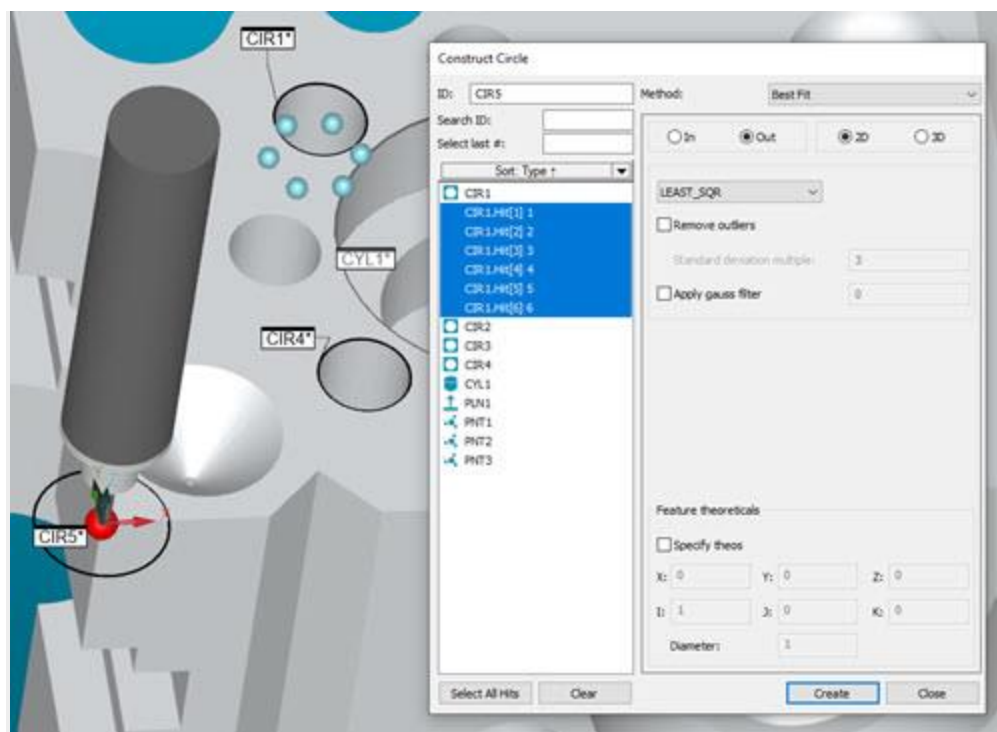 CIR1*
CYL1*
CIR4*
CIR5*
Construct Circle
ID: CIR5
Search ID:
Select last #:
Sort: Type ↑
CIR1
CIR1.Hit[1] 1
CIR1.Hit[2] 2
CIR1.Hit[3] 3
CIR1.Hit[4] 4
CIR1.Hit[5] 5
CIR1.Hit[6] 6
CIR2
CIR3
CIR4
CYL1
PLN1
PNT1
PNT2
PNT3
Select All Hits Clear
Method: Best Fit
In Out 2D 3D
LEAST_SQR
Remove outliers
Standard deviation multiple: 3
Apply gauss filter 0
Feature theoreticals
Specify theos
X: 0 Y: 0 Z: 0
I: 1 J: 0 K: 0
Diameter: 1
Create Close